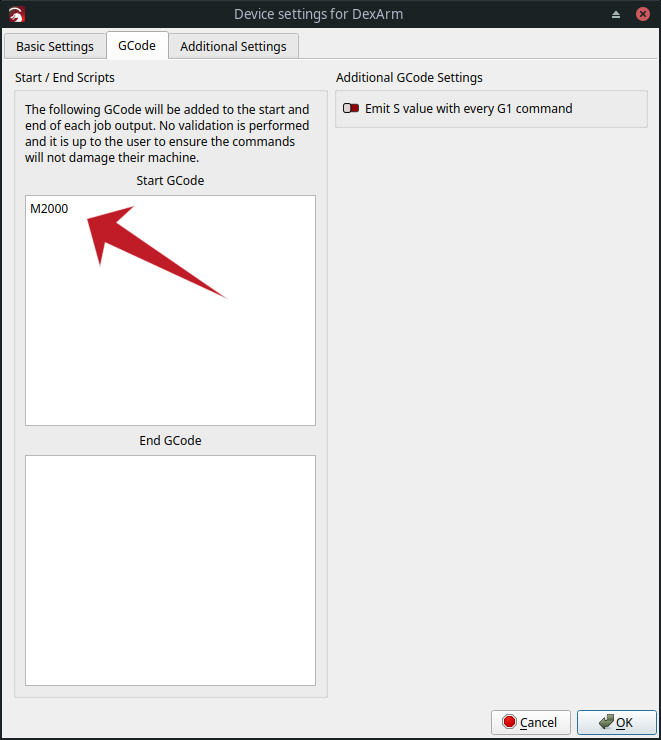 Device settings for DexArm
Basic Settings
GCode
Additional Settings
Start / End Scripts
The following GCode will be added to the start and
end of each job output. No validation is performed
and it is up to the user to ensure the commands
will not damage their machine.
Start GCode
M2000
End GCode
Additional GCode Settings
Emit S value with every G1 command
Cancel
OK